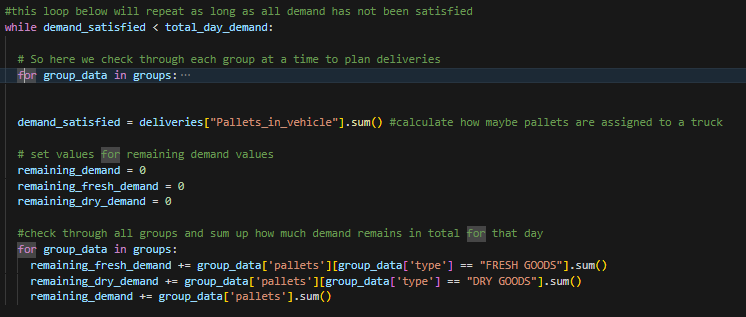 #this loop below will repeat as long as all demand has not been satisfied
while demand_satisfied < total_day_demand:
# So here we check through each group at a time to plan deliveries
for group_data in groups:···
demand_satisfied = deliveries["Pallets_in_vehicle"].sum() #calculate how maybe pallets are assigned to a truck
# set values for remaining demand values
remaining_demand = 0
remaining_fresh_demand = 0
remaining_dry_demand = 0
#check through all groups and sum up how much demand remains in total for that day
for group_data in groups:
remaining_fresh_demand += group_data['pallets'][group_data['type'] == "FRESH GOODS"].sum()
remaining_dry_demand += group_data['pallets'][group_data['type'] == "DRY GOODS"].sum()
remaining_demand += group_data['pallets'].sum()